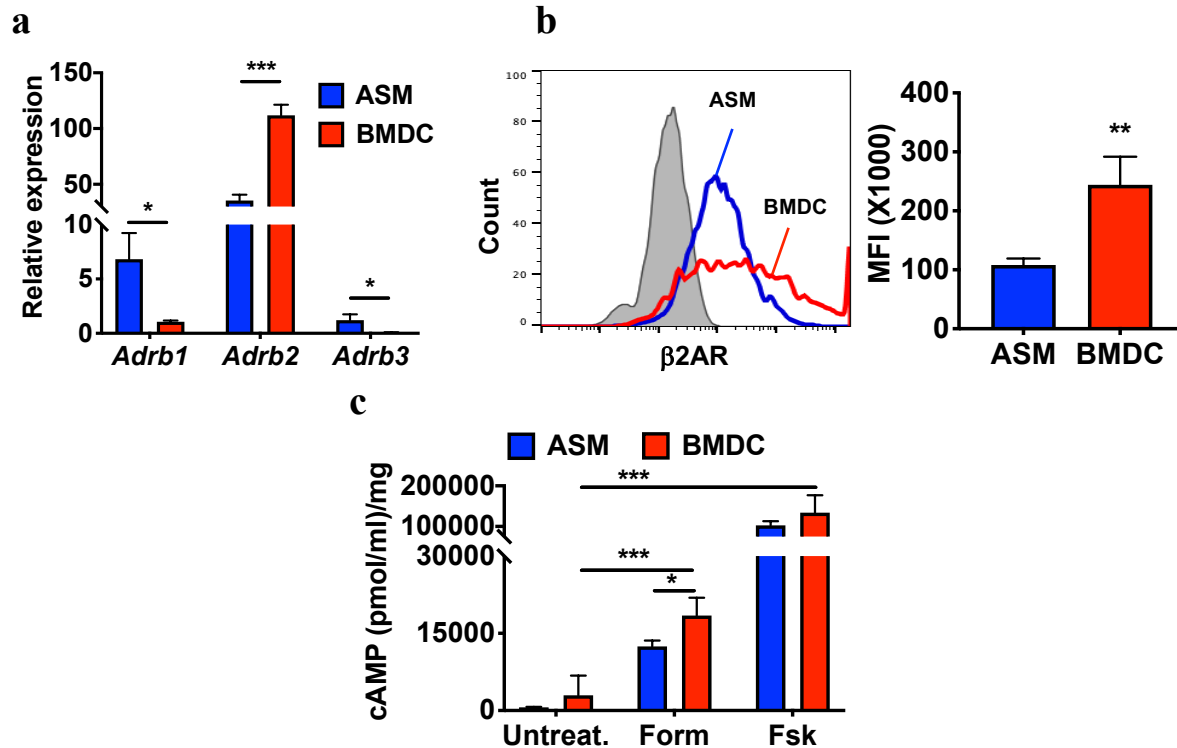 a
Relative expression
150
100
50
10
5
0
*
***
*
ASM
BMDC
Adrb1
Adrb2
Adrb3
b
Count
100
80
60
40
20
0
ASM
BMDC
β2AR
MFI (X1000)
400
300
200
100
0
**
ASM
BMDC
c
ASM
BMDC
cAMP (pmol/ml)/mg
200000
100000
30000
15000
0
***
***
*
Untreat.
Form
Fsk